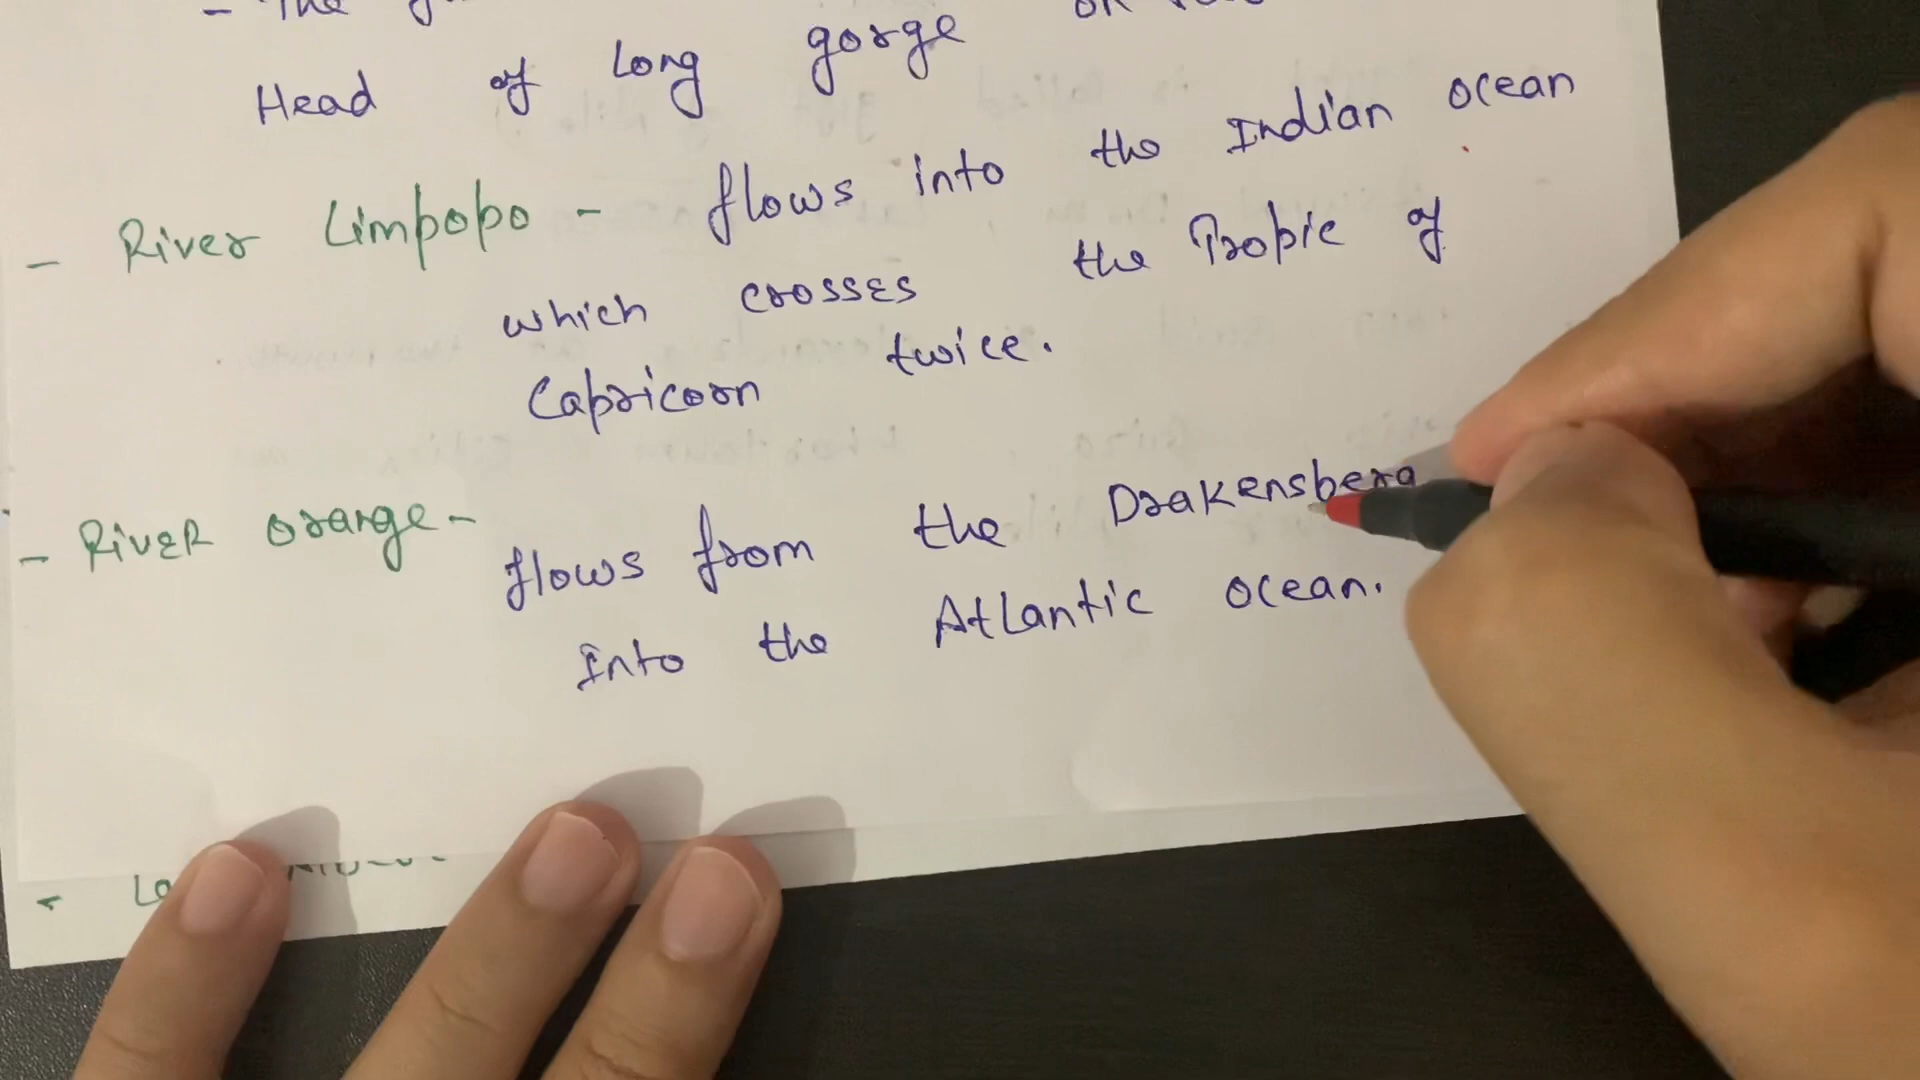 - The
Head of Long gorge
- River Limpopo - flows into the Indian ocean
which crosses the Tropic of
Capricorn twice.
- RiveR orange - flows from the Drakensberg
Into the Atlantic ocean.